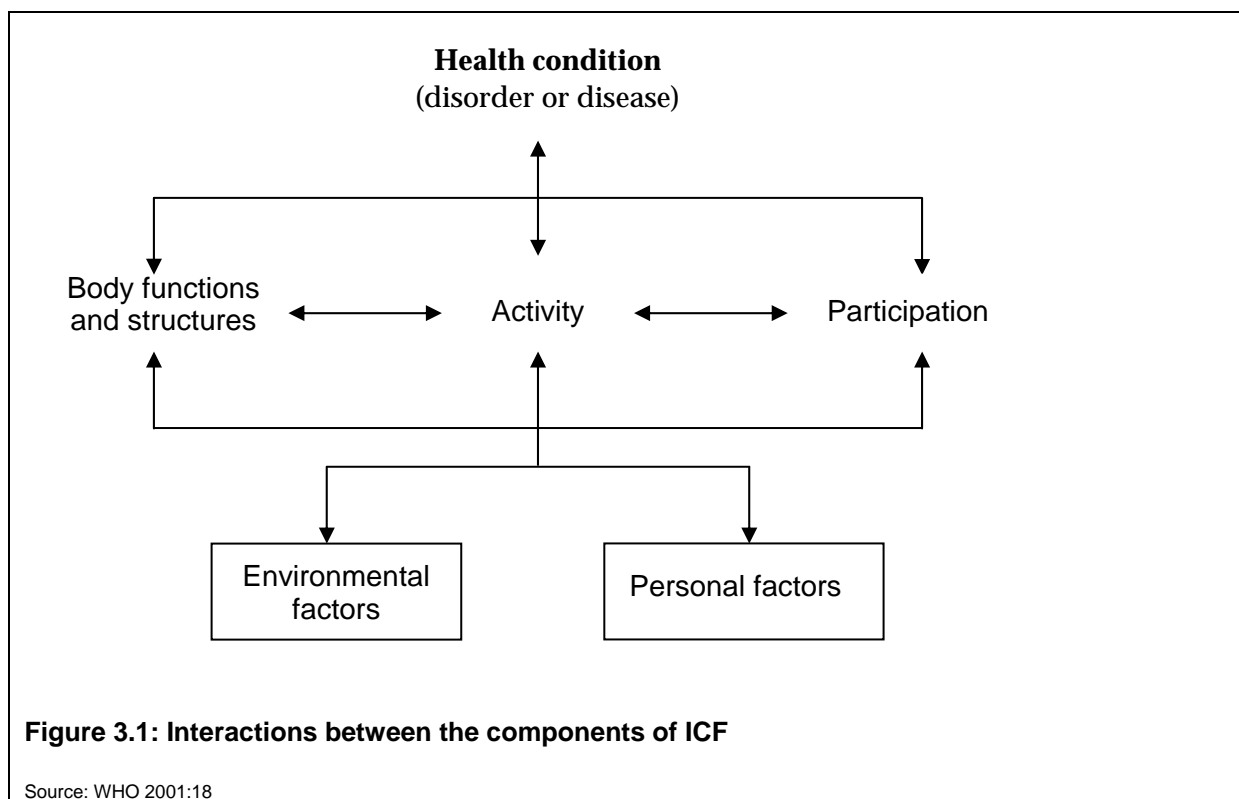 Health condition
(disorder or disease)
Body functions
and structures
Activity
Participation
Environmental
factors
Personal factors
Figure 3.1: Interactions between the components of ICF
Source: WHO 2001:18